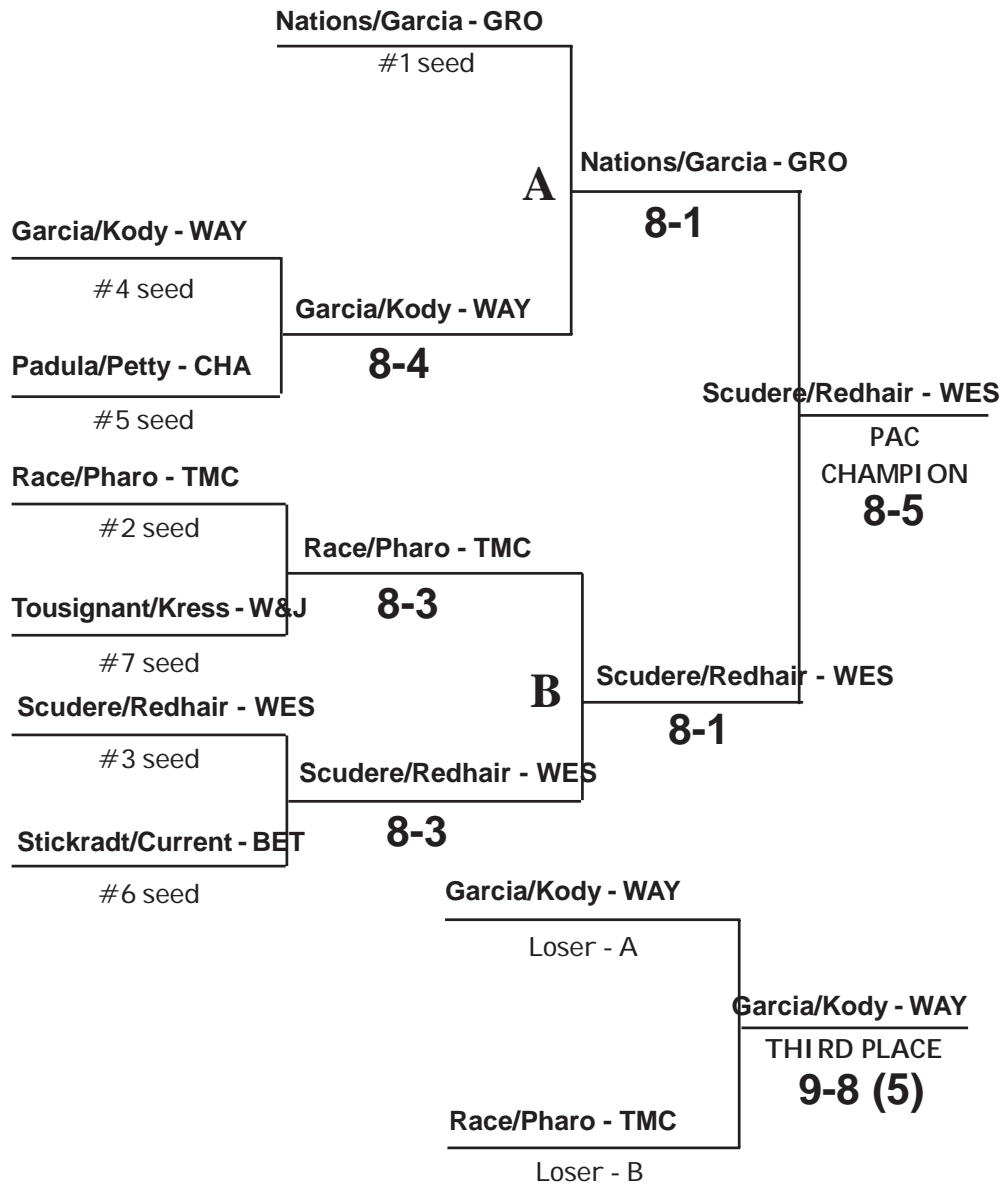 Nations/Garcia - GRO
#1 seed
A
Nations/Garcia - GRO
8-1
Garcia/Kody - WAY
#4 seed
Garcia/Kody - WAY
8-4
Padula/Petty - CHA
#5 seed
Scudere/Redhair - WES
PAC
CHAMPION
8-5
Race/Pharo - TMC
#2 seed
Race/Pharo - TMC
8-3
Tousignant/Kress - W&J
#7 seed
B
Scudere/Redhair - WES
8-1
Scudere/Redhair - WES
#3 seed
Scudere/Redhair - WES
8-3
Stickradt/Current - BET
#6 seed
Garcia/Kody - WAY
Loser - A
Garcia/Kody - WAY
THIRD PLACE
9-8 (5)
Race/Pharo - TMC
Loser - B